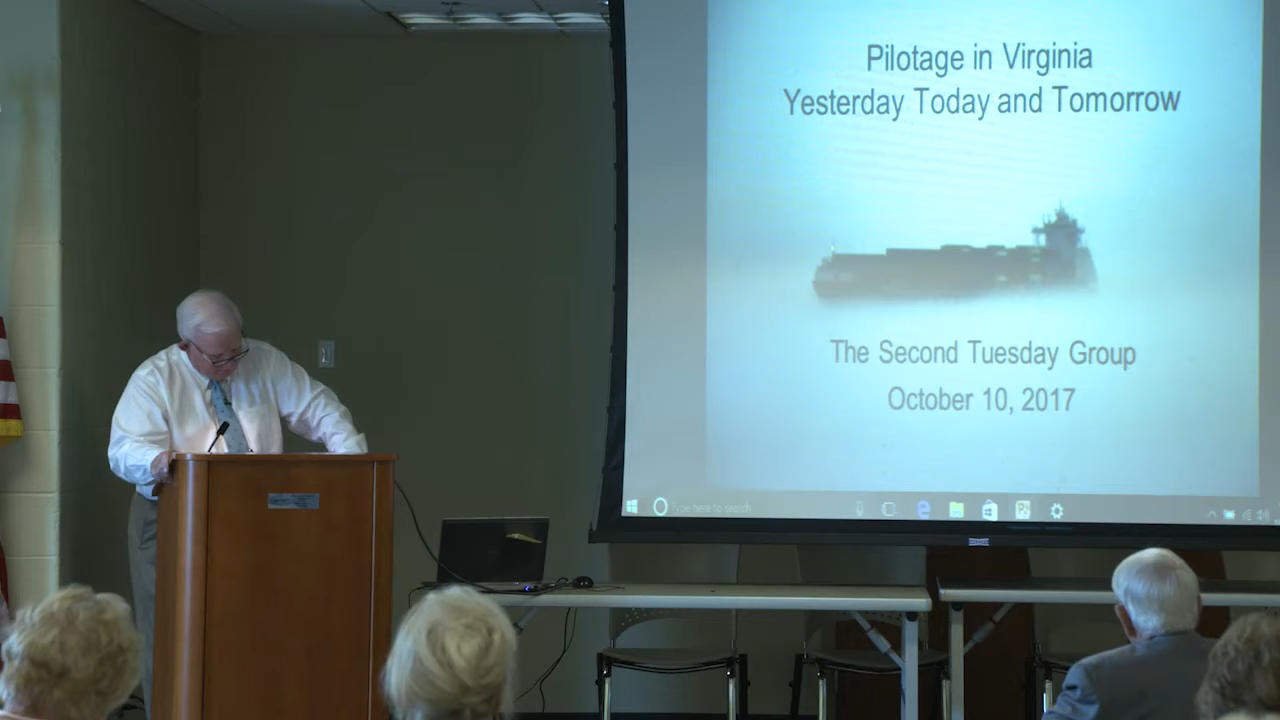 Pilotage in Virginia
Yesterday Today and Tomorrow
The Second Tuesday Group
October 10, 2017
Type here to search